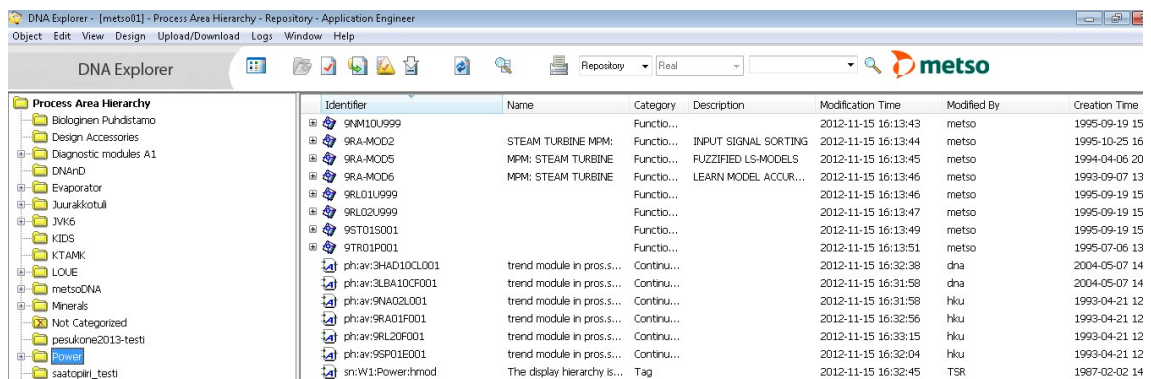 DNA Explorer - [metso01] - Process Area Hierarchy - Repository - Application Engineer
Object Edit View Design Upload/Download Logs Window Help
DNA Explorer Repository Real metso
Process Area Hierarchy
Biologinen Puhdistamo
Design Accessories
Diagnostic modules A1
DNAnD
Evaporator
Juurakkotuli
JVK6
KIDS
KTAMK
LOUE
metsoDNA
Minerals
Not Categorized
pesukone2013-testi
Power
saatopiiri_testi
Identifier Name Category Description Modification Time Modified By Creation Time
9NM10U999 Functio... 2012-11-15 16:13:43 metso 1995-09-19 15
9RA-MOD2 STEAM TURBINE MPM: Functio... INPUT SIGNAL SORTING 2012-11-15 16:13:44 metso 1995-10-25 16
9RA-MOD5 MPM: STEAM TURBINE Functio... FUZZIFIED LS-MODELS 2012-11-15 16:13:45 metso 1994-04-06 20
9RA-MOD6 MPM: STEAM TURBINE Functio... LEARN MODEL ACCUR... 2012-11-15 16:13:46 metso 1993-09-07 13
9RL01U999 Functio... 2012-11-15 16:13:46 metso 1995-09-19 15
9RL02U999 Functio... 2012-11-15 16:13:47 metso 1995-09-19 15
9ST01S001 Functio... 2012-11-15 16:13:49 metso 1995-09-19 15
9TR01P001 Functio... 2012-11-15 16:13:51 metso 1995-07-06 13
ph:av:3HAD10CL001 trend module in pros.s... Continu... 2012-11-15 16:32:38 dna 2004-05-07 14
ph:av:3LBA10CF001 trend module in pros.s... Continu... 2012-11-15 16:31:58 dna 2004-05-07 14
ph:av:9NA02L001 trend module in pros.s... Continu... 2012-11-15 16:31:58 hku 1993-04-21 12
ph:av:9RA01F001 trend module in pros.s... Continu... 2012-11-15 16:32:56 hku 1993-04-21 12
ph:av:9RL20F001 trend module in pros.s... Continu... 2012-11-15 16:33:15 hku 1993-04-21 12
ph:av:9SP01E001 trend module in pros.s... Continu... 2012-11-15 16:32:04 hku 1993-04-21 12
sn:W1:Power:hmod The display hierarchy is... Tag 2012-11-15 16:32:45 TSR 1987-02-02 14